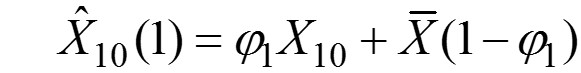 X̂₁₀(1) = φ₁X₁₀ + X̄(1 − φ₁)